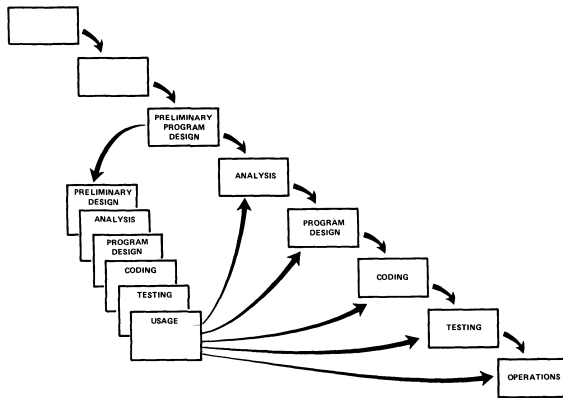 PRELIMINARY
PROGRAM
DESIGN
ANALYSIS
PROGRAM
DESIGN
CODING
TESTING
OPERATIONS
PRELIMINARY
DESIGN
ANALYSIS
PROGRAM
DESIGN
CODING
TESTING
USAGE